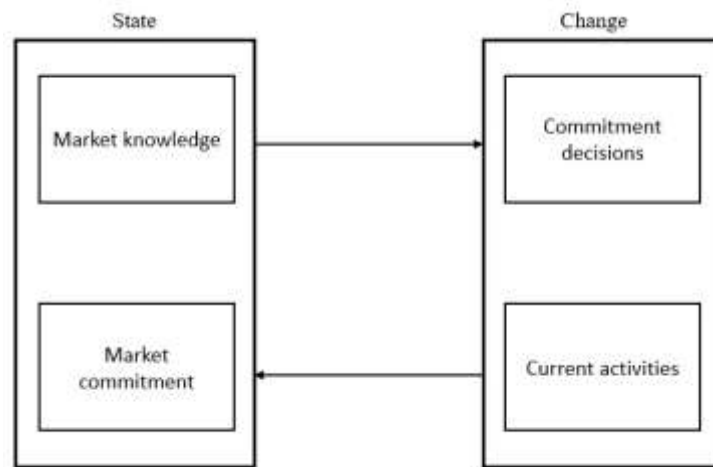 State
Change
Market knowledge
Commitment
decisions
Market
commitment
Current activities